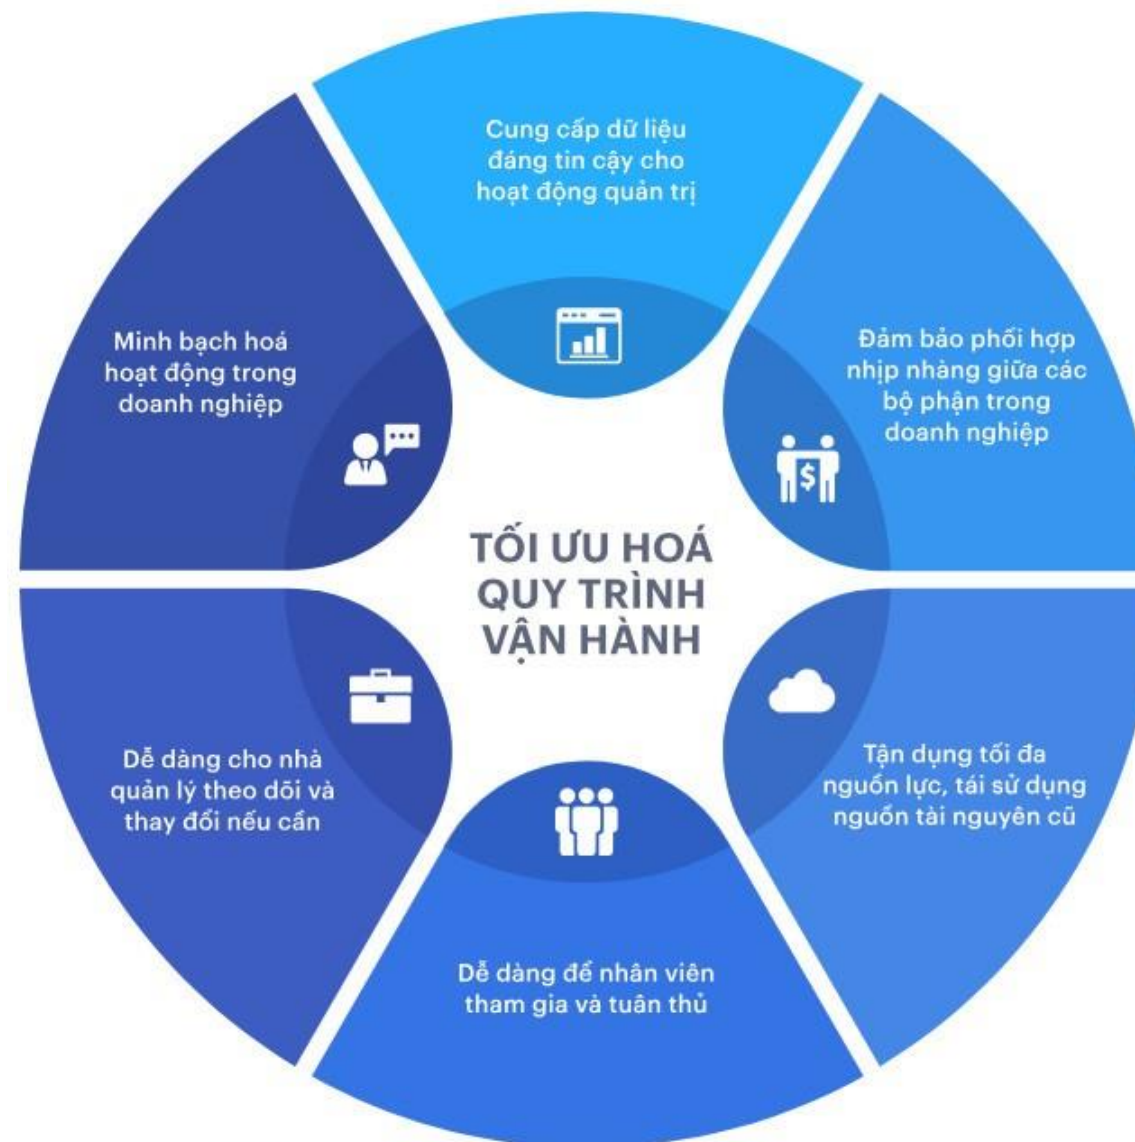 Cung cấp dữ liệu
đáng tin cậy cho
hoạt động quản trị
Đảm bảo phối hợp
nhịp nhàng giữa các
bộ phận trong
doanh nghiệp
Tận dụng tối đa
nguồn lực, tái sử dụng
nguồn tài nguyên cũ
Dễ dàng để nhân viên
tham gia và tuân thủ
Dễ dàng cho nhà
quản lý theo dõi và
thay đổi nếu cần
Minh bạch hoá
hoạt động trong
doanh nghiệp
TỐI ƯU HOÁ
QUY TRÌNH
VẬN HÀNH
$